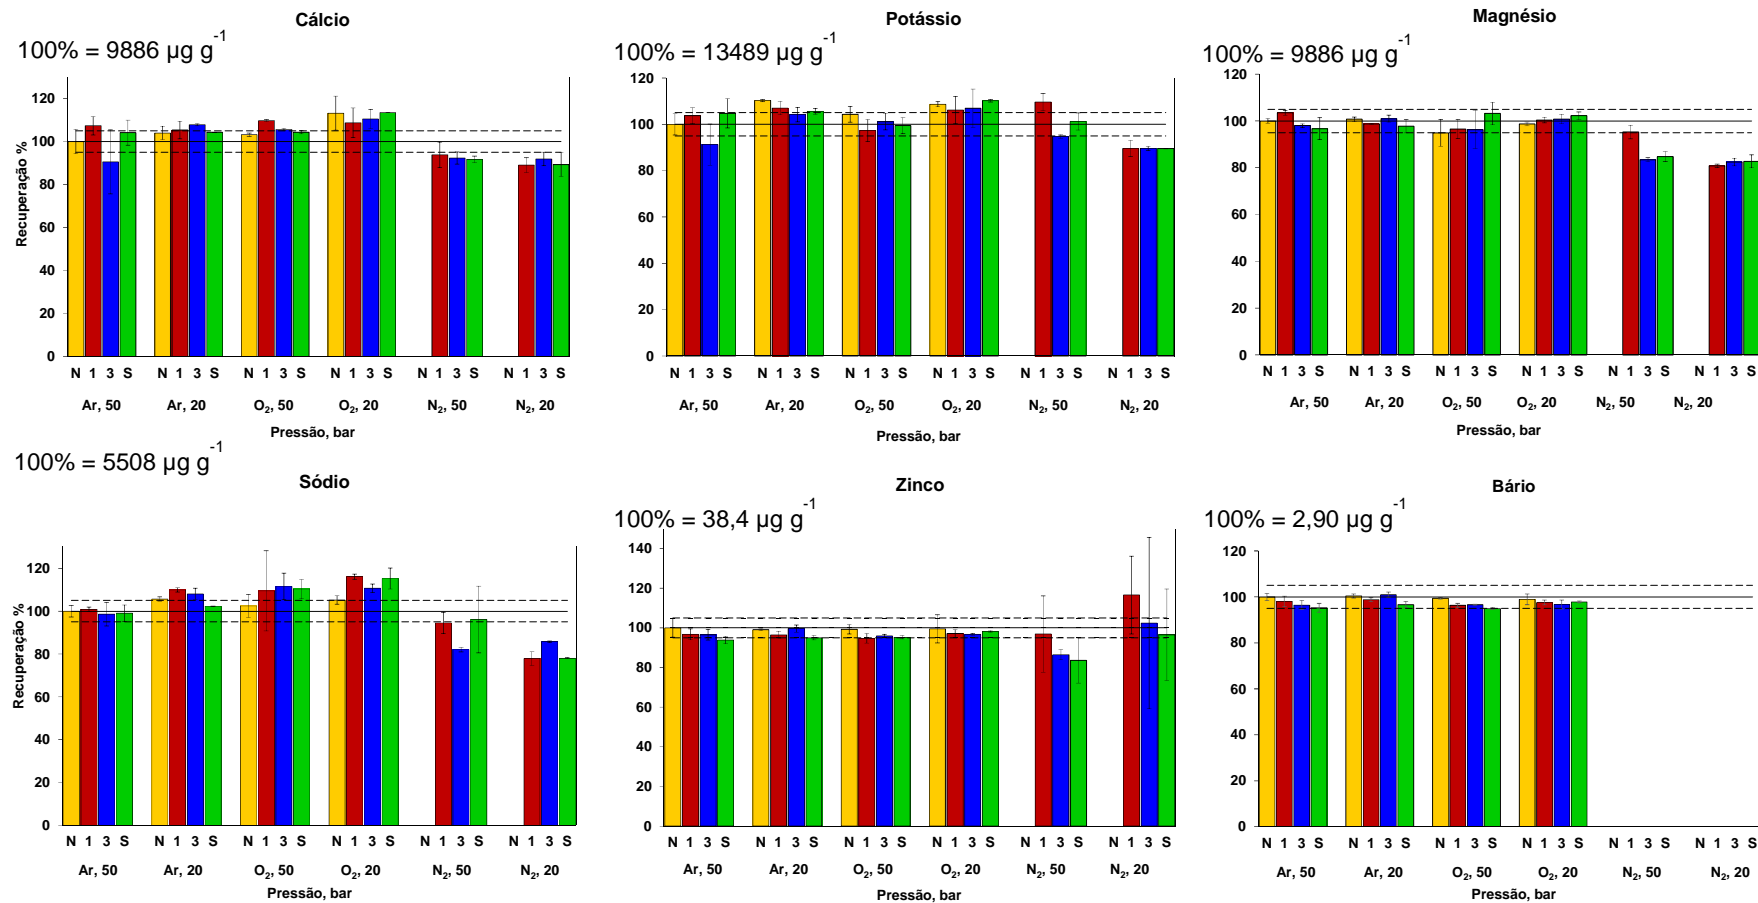 Cálcio
100% = 9886 µg g-1
Recuperação %
120
100
80
60
40
20
0
N 1 3 S N 1 3 S N 1 3 S N 1 3 S N 1 3 S N 1 3 S
Ar, 50 Ar, 20 O2, 50 O2, 20 N2, 50 N2, 20
Pressão, bar
Potássio
100% = 13489 µg g-1
120
100
80
60
40
20
0
N 1 3 S N 1 3 S N 1 3 S N 1 3 S N 1 3 S N 1 3 S
Ar, 50 Ar, 20 O2, 50 O2, 20 N2, 50 N2, 20
Pressão, bar
Magnésio
100% = 9886 µg g-1
120
100
80
60
40
20
0
N 1 3 S N 1 3 S N 1 3 S N 1 3 S N 1 3 S N 1 3 S
Ar, 50 Ar, 20 O2, 50 O2, 20 N2, 50 N2, 20
Pressão, bar
100% = 5508 µg g-1
Sódio
Recuperação %
120
100
80
60
40
20
0
N 1 3 S N 1 3 S N 1 3 S N 1 3 S N 1 3 S N 1 3 S
Ar, 50 Ar, 20 O2, 50 O2, 20 N2, 50 N2, 20
Pressão, bar
Zinco
100% = 38,4 µg g-1
140
120
100
80
60
40
20
0
N 1 3 S N 1 3 S N 1 3 S N 1 3 S N 1 3 S N 1 3 S
Ar, 50 Ar, 20 O2, 50 O2, 20 N2, 50 N2, 20
Pressão, bar
Bário
100% = 2,90 µg g-1
120
100
80
60
40
20
0
N 1 3 S N 1 3 S N 1 3 S N 1 3 S N 1 3 S N 1 3 S
Ar, 50 Ar, 20 O2, 50 O2, 20 N2, 50 N2, 20
Pressão, bar